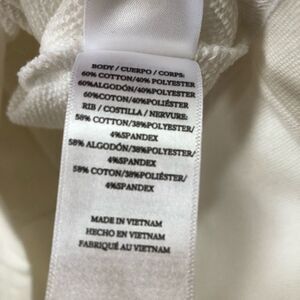 BODY / CUERPO / CORPS:
60% COTTON/40% POLYESTER
60%ALGODÓN/40%POLIÉSTER
60%COTON/40%POLIÉSTER
RIB / COSTILLA / NERVURE:
58% COTTON/38%POLYESTER/
4%SPANDEX
58% ALGODÓN/38%POLIÉSTER/
4%SPANDEX
58% COTON/38%POLIÉSTER/
4%SPANDEX
MADE IN VIETNAM
HECHO EN VIETNAM
FABRIQUÉ AU VIETNAM